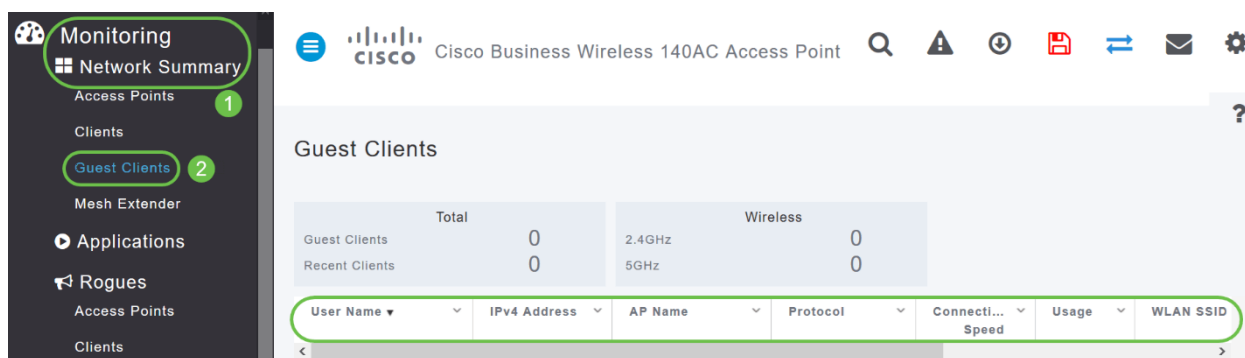 Monitoring
Network Summary
Access Points
1
Clients
Guest Clients 2
Mesh Extender
Applications
Rogues
Access Points
Clients
CISCO Cisco Business Wireless 140AC Access Point
?
Guest Clients
Total
Guest Clients 0
Recent Clients 0
Wireless
2.4GHz 0
5GHz 0
User Name IPv4 Address AP Name Protocol Connecti... Usage WLAN SSID
Speed